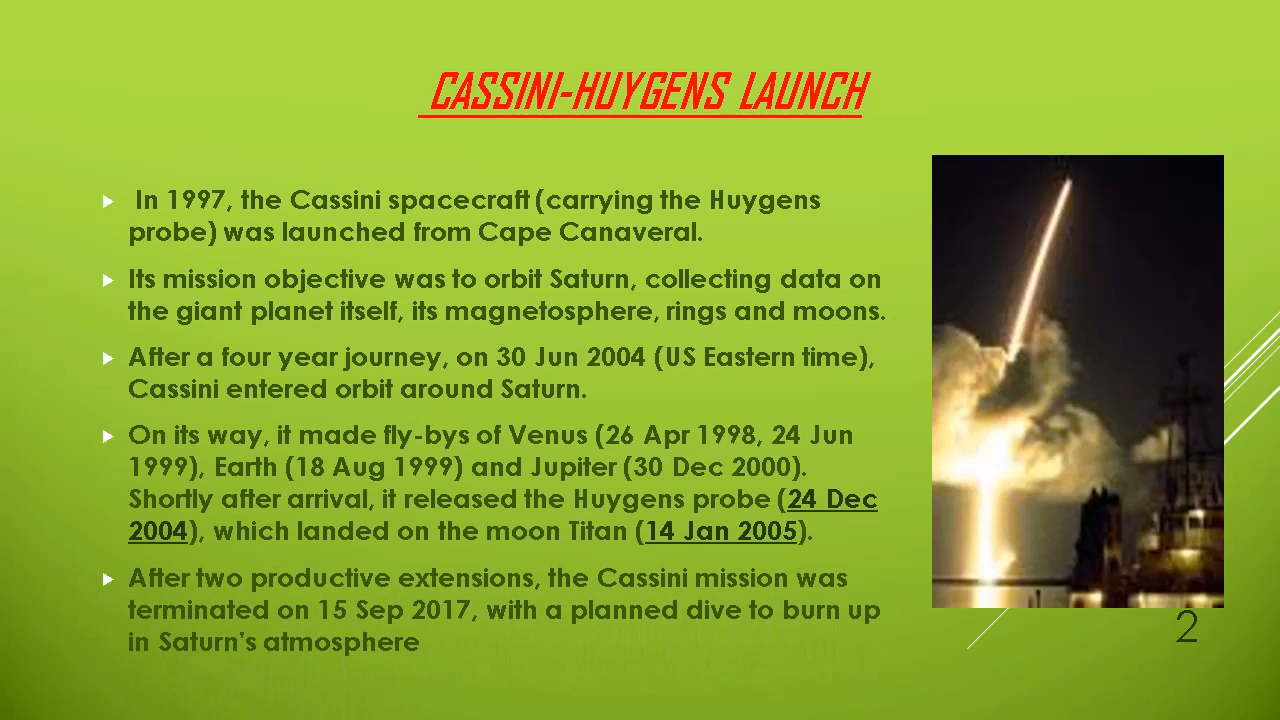 CASSINI-HUYGENS LAUNCH
In 1997, the Cassini spacecraft (carrying the Huygens
probe) was launched from Cape Canaveral.
Its mission objective was to orbit Saturn, collecting data on
the giant planet itself, its magnetosphere, rings and moons.
After a four year journey, on 30 Jun 2004 (US Eastern time),
Cassini entered orbit around Saturn.
On its way, it made fly-bys of Venus (26 Apr 1998, 24 Jun
1999), Earth (18 Aug 1999) and Jupiter (30 Dec 2000).
Shortly after arrival, it released the Huygens probe (24 Dec
2004), which landed on the moon Titan (14 Jan 2005).
After two productive extensions, the Cassini mission was
terminated on 15 Sep 2017, with a planned dive to burn up
in Saturn's atmosphere
2